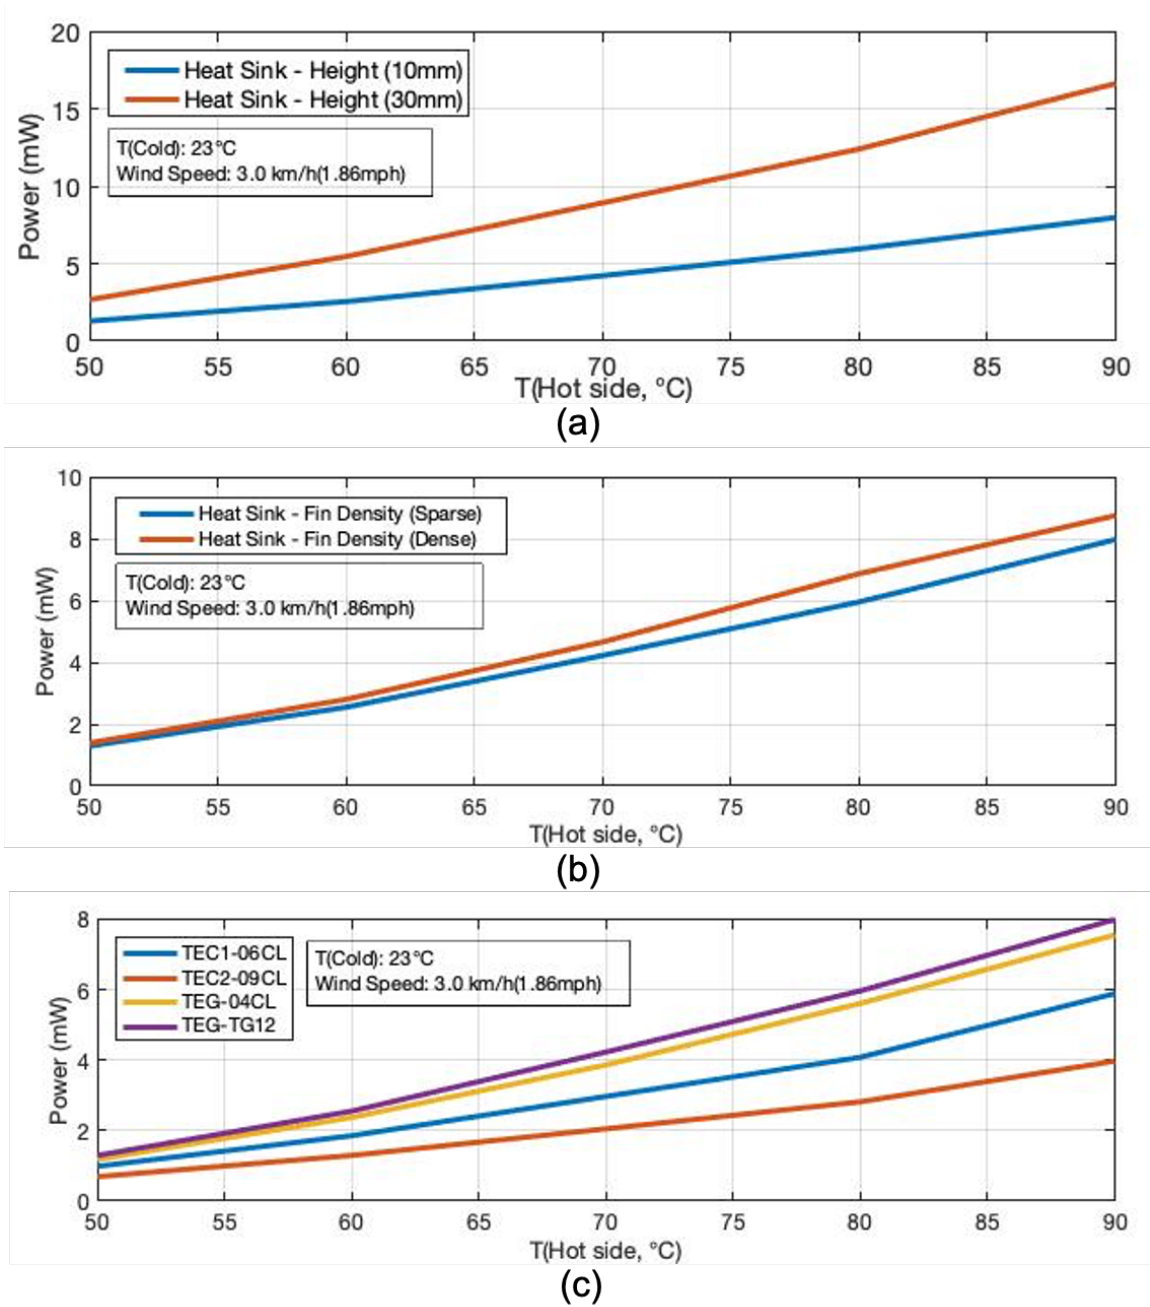 20
15
10
5
0
Power (mW)
Heat Sink - Height (10mm)
Heat Sink - Height (30mm)
T(Cold): 23°C
Wind Speed: 3.0 km/h(1.86mph)
50 55 60 65 70 75 80 85 90
T(Hot side, °C)
(a)
10
8
6
4
2
0
Power (mW)
Heat Sink - Fin Density (Sparse)
Heat Sink - Fin Density (Dense)
T(Cold): 23°C
Wind Speed: 3.0 km/h(1.86mph)
50 55 60 65 70 75 80 85 90
T(Hot side, °C)
(b)
8
6
4
2
0
Power (mW)
TEC1-06CL
TEC2-09CL
TEG-04CL
TEG-TG12
T(Cold): 23°C
Wind Speed: 3.0 km/h(1.86mph)
50 55 60 65 70 75 80 85 90
T(Hot side, °C)
(c)